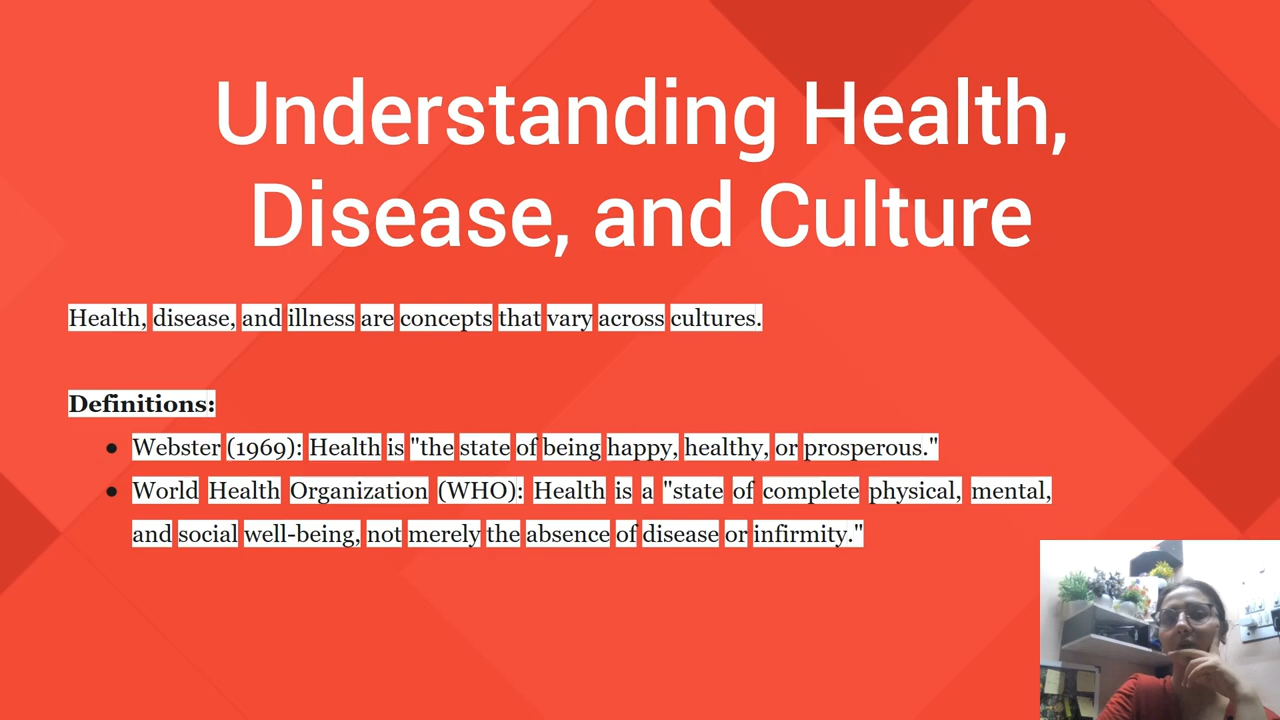 Understanding Health,
Disease, and Culture
Health, disease, and illness are concepts that vary across cultures.
Definitions:
● Webster (1969): Health is "the state of being happy, healthy, or prosperous."
● World Health Organization (WHO): Health is a "state of complete physical, mental,
and social well-being, not merely the absence of disease or infirmity."